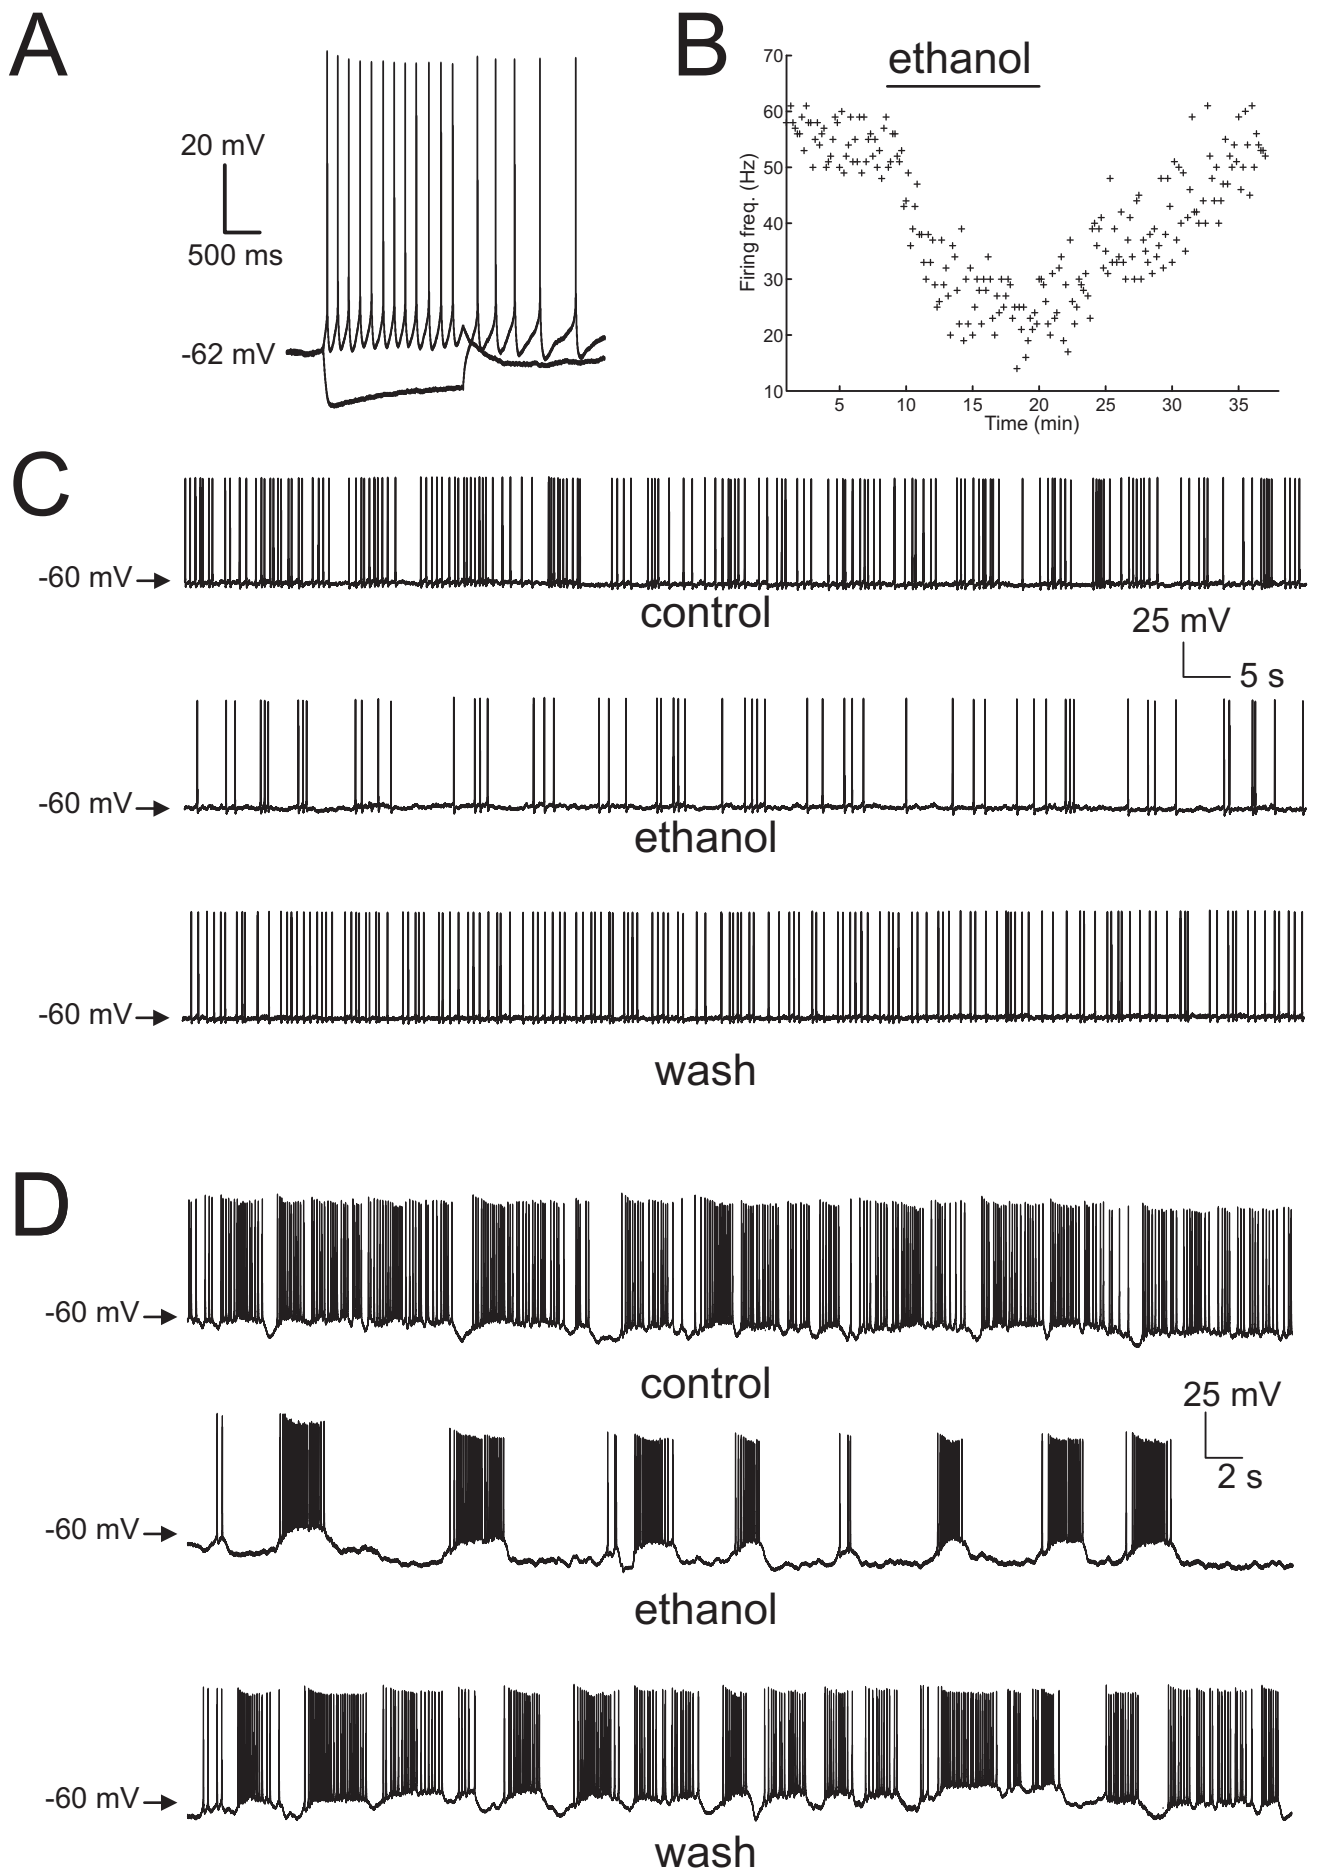 A
20 mV
500 ms
-62 mV
B
ethanol
70
60
50
40
30
20
10
Firing freq. (Hz)
5 10 15 20 25 30 35
Time (min)
C
-60 mV
control
25 mV
5 s
-60 mV
ethanol
-60 mV
wash
D
-60 mV
control
25 mV
2 s
-60 mV
ethanol
-60 mV
wash